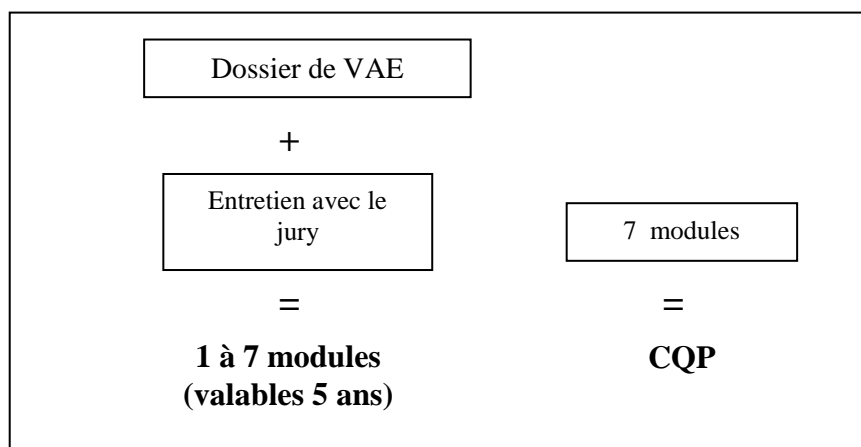 Dossier de VAE
+
Entretien avec le
jury
=
1 à 7 modules
(valables 5 ans)
7 modules
=
CQP